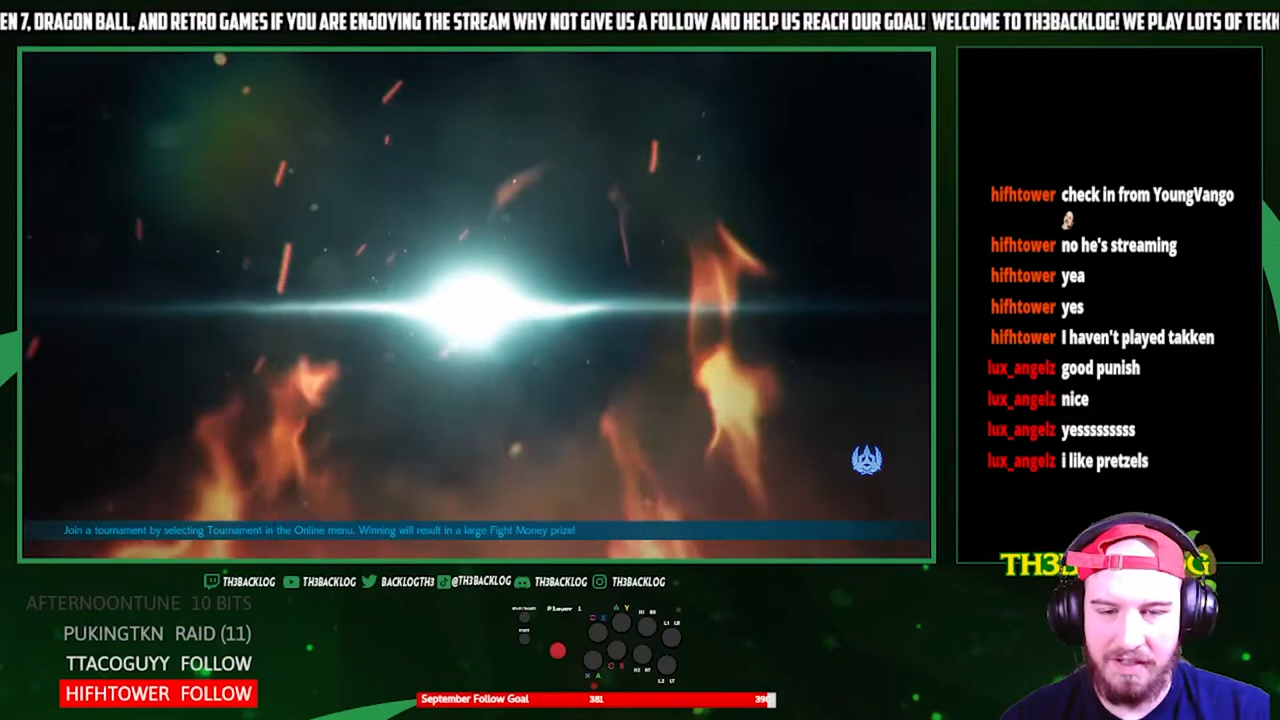 EN 7, DRAGON BALL, AND RETRO GAMES IF YOU ARE ENJOYING THE STREAM WHY NOT GIVE US A FOLLOW AND HELP US REACH OUR GOAL! WELCOME TO TH3BACKLOG! WE PLAY LOTS OF TEKK
hifhtower check in from YoungVango
hifhtower no he's streaming
hifhtower yea
hifhtower yes
hifhtower I haven't played takken
lux_angelz good punish
lux_angelz nice
lux_angelz yesssssssss
lux_angelz i like pretzels
Join a tournament by selecting Tournament in the Online menu. Winning will result in a large Fight Money prize!
TH3BACKLOG TH3BACKLOG BACKLOGTH3 @TH3BACKLOG TH3BACKLOG TH3BACKLOG
AFTERNOONTUNE 10 BITS
PUKINGTKN RAID (11)
TTACOGUYY FOLLOW
HIFHTOWER FOLLOW
Player 1
September Follow Goal 381 390